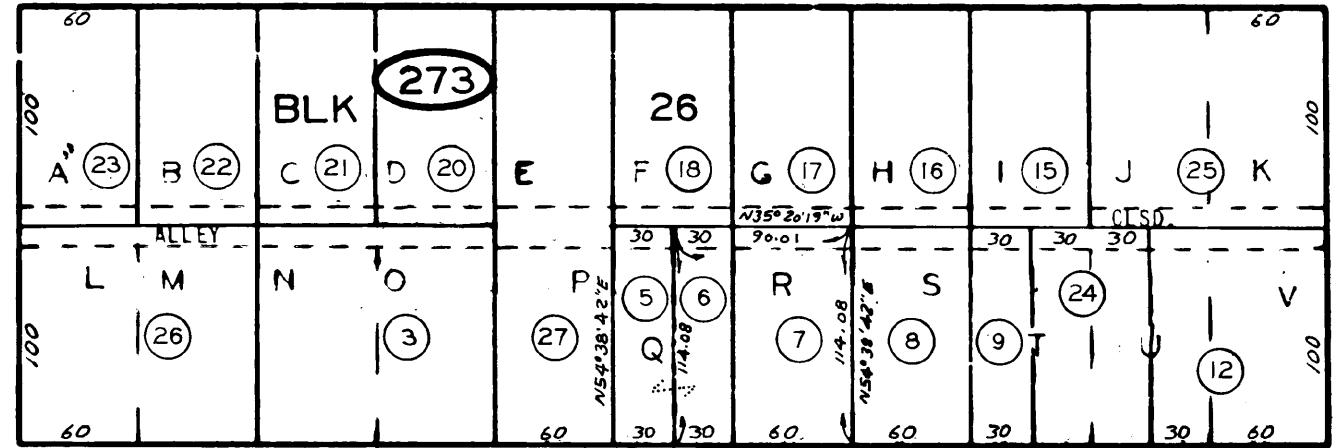 60 60
273
BLK 26
100 100
A" 23 B 22 C 21 D 20 E F 18 G 17 H 16 I 15 J 25 K
N35° 20' 19" W CLSD.
ALLEY 30 30 90.01 30 30 30
L M N O P R S V
5 6 24
N54° 38' 42" E 114.08 114.08 N54° 38' 42" E
26 3 27 Q 7 8 9 T U
100 12 100
60 60 30 30 60 60 30 30 60